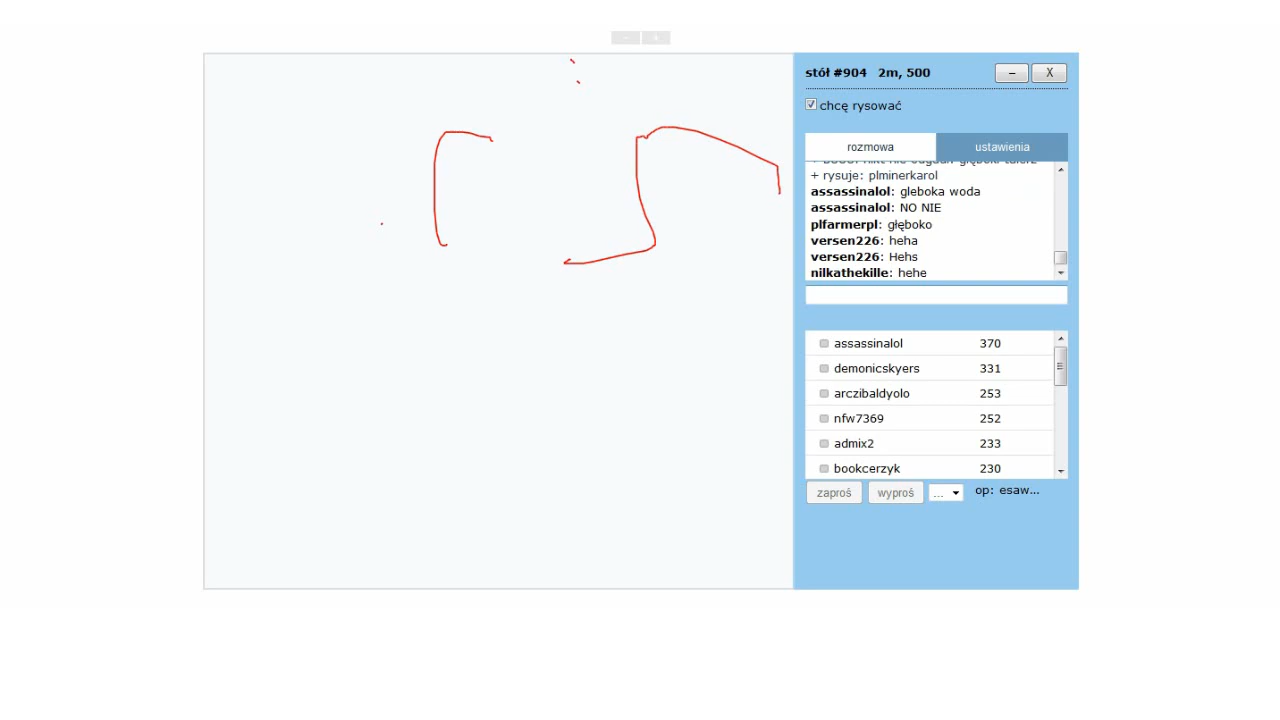 stół #904 2m, 500
– X
chcę rysować
rozmowa ustawienia
+ rysuje: plminerkarol
assassinalol: gleboka woda
assassinalol: NO NIE
plfarmerpl: głęboko
versen226: heha
versen226: Hehs
nilkathekille: hehe
assassinalol 370
demonicskyers 331
arczibaldyolo 253
nfw7369 252
admix2 233
bookcerzyk 230
zaproś wyproś ... op: esaw...